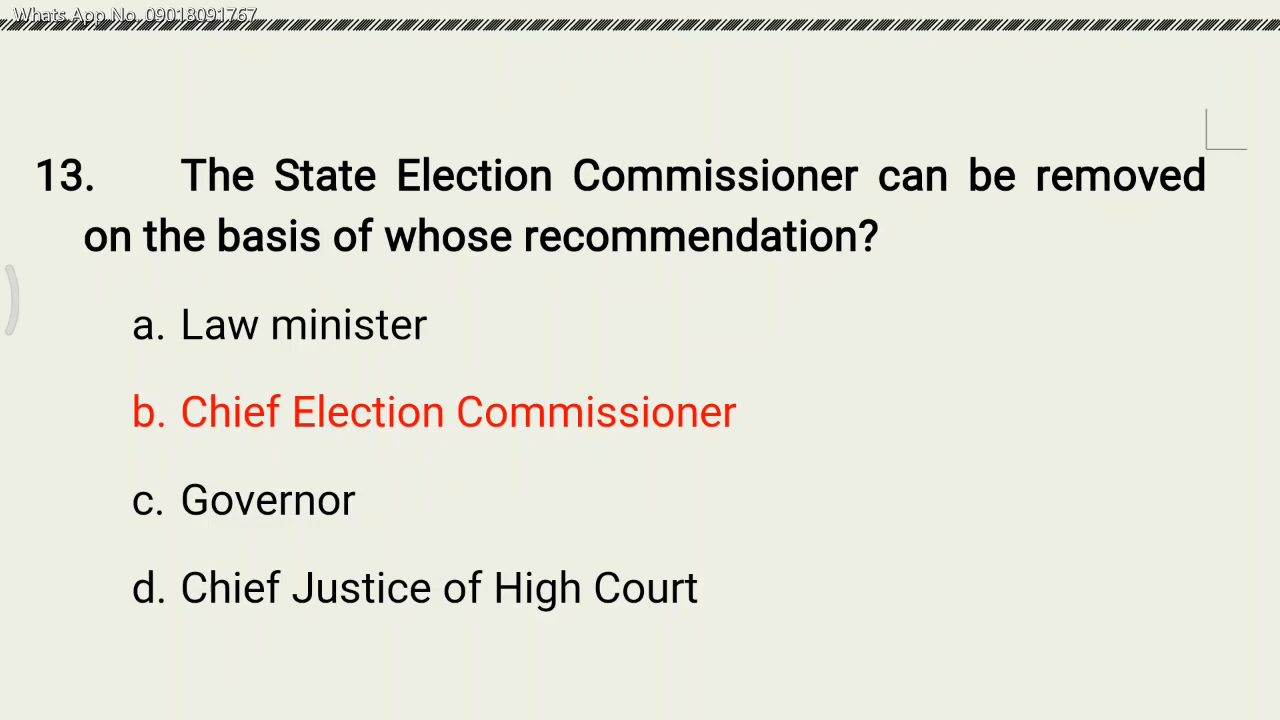 Whats App No. 09018091767
13. The State Election Commissioner can be removed
on the basis of whose recommendation?
a. Law minister
b. Chief Election Commissioner
c. Governor
d. Chief Justice of High Court